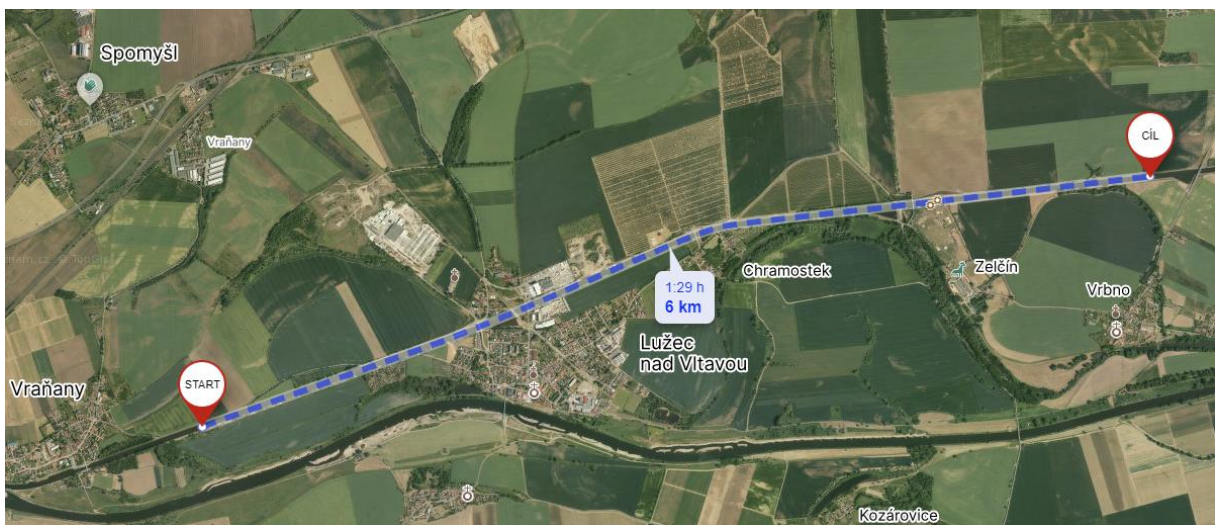 Spomyšl
Vraňany
CÍL
Chramostek
1:29 h
6 km
Zelčín
Vrbno
Lužec
nad Vltavou
START
Vraňany
Kozárovice